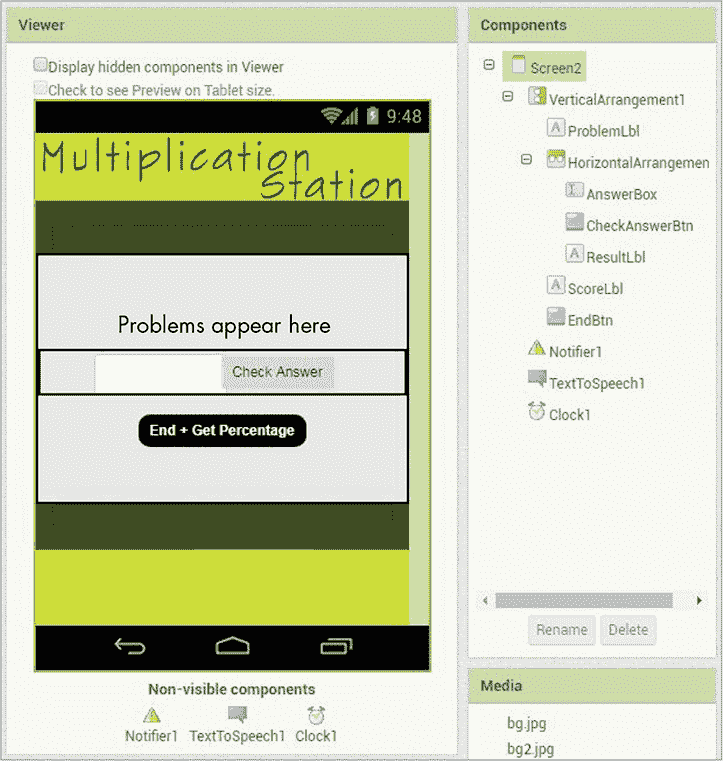 Viewer
Display hidden components in Viewer
Check to see Preview on Tablet size.
9:48
Multiplication
Station
Problems appear here
Check Answer
End + Get Percentage
Non-visible components
Notifier1 TextToSpeech1 Clock1
Components
Screen2
VerticalArrangement1
ProblemLbl
HorizontalArrangemen
AnswerBox
CheckAnswerBtn
ResultLbl
ScoreLbl
EndBtn
Notifier1
TextToSpeech1
Clock1
Rename Delete
Media
bg.jpg
bg2.jpg